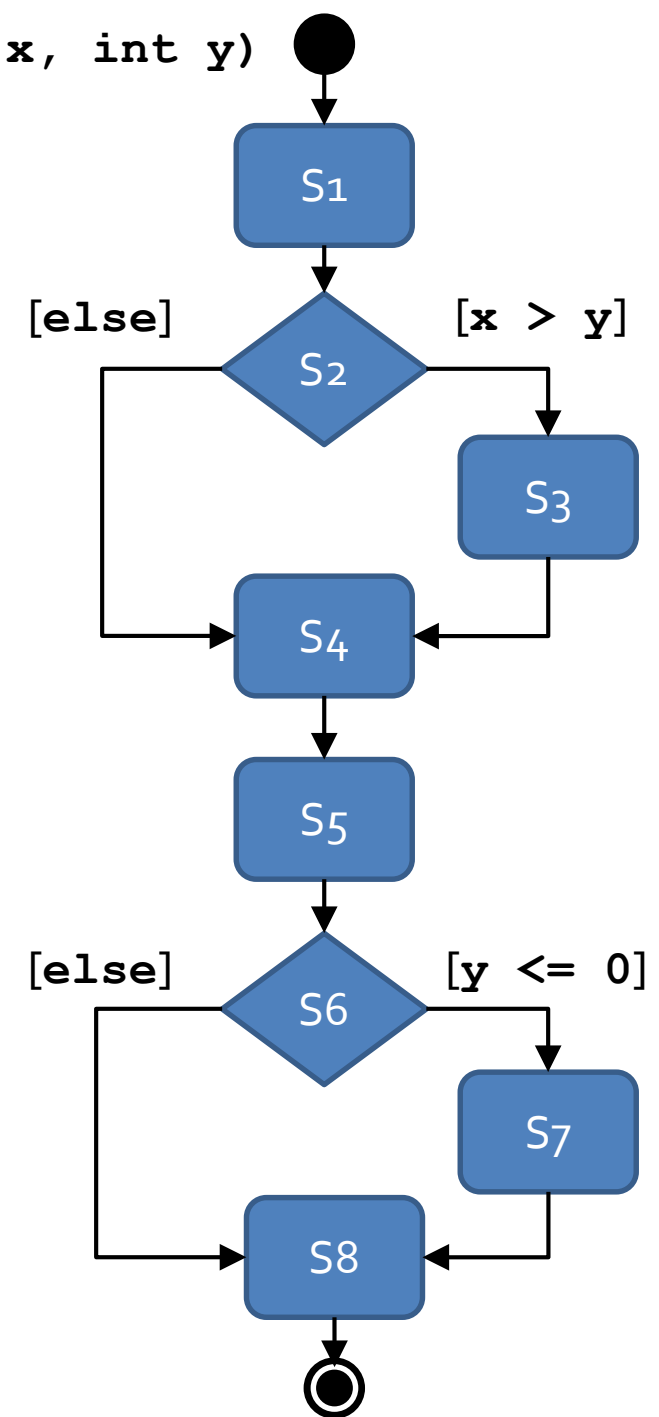 x, int y)
S1
[else]
[x > y]
S2
S3
S4
S5
[else]
[y <= 0]
S6
S7
S8